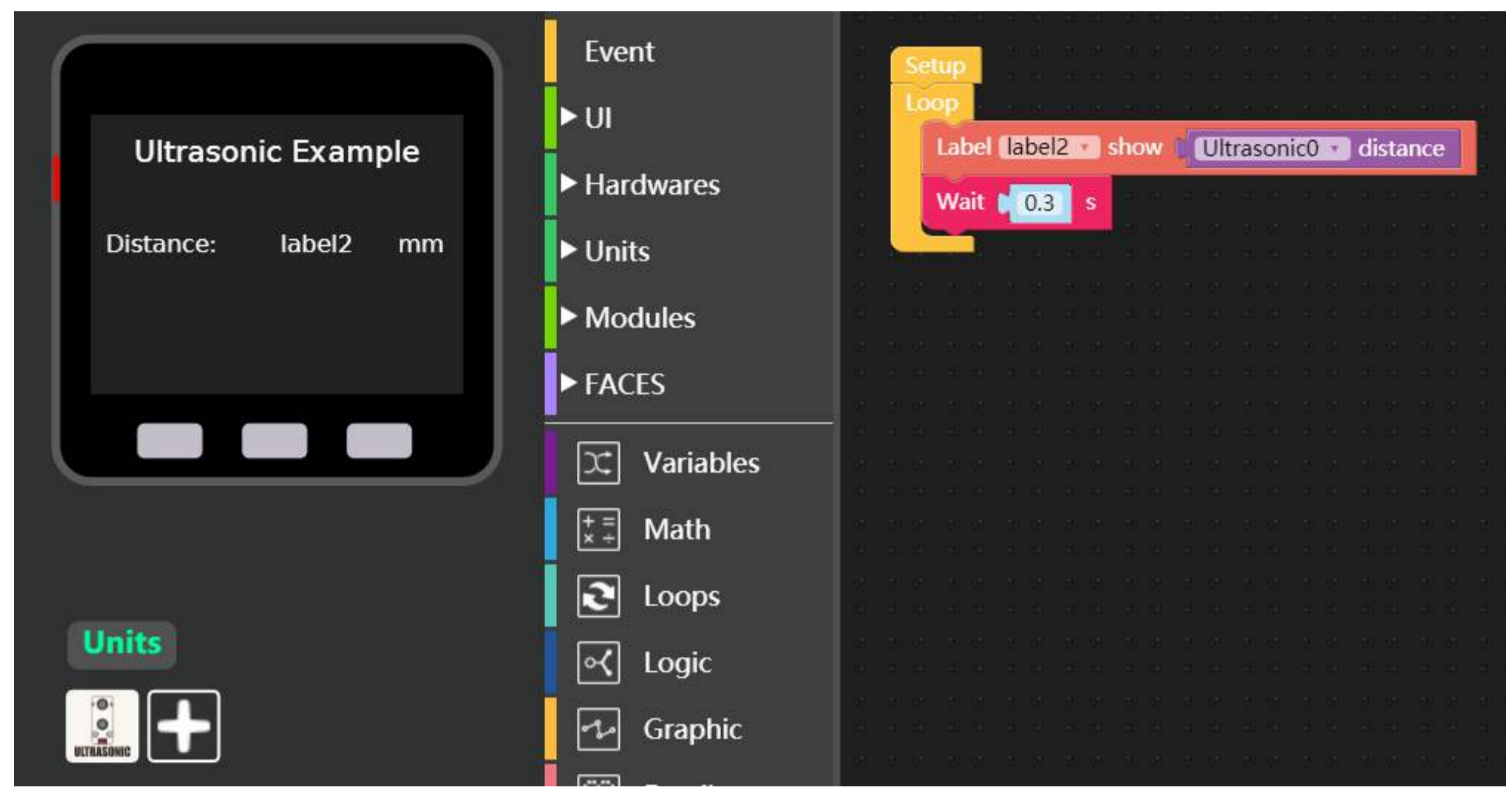 Ultrasonic Example
Distance: label2 mm
Units
ULTRASONIC
Event
UI
Hardwares
Units
Modules
FACES
Variables
Math
Loops
Logic
Graphic
Setup
Loop
Label label2 show Ultrasonic0 distance
Wait 0.3 s